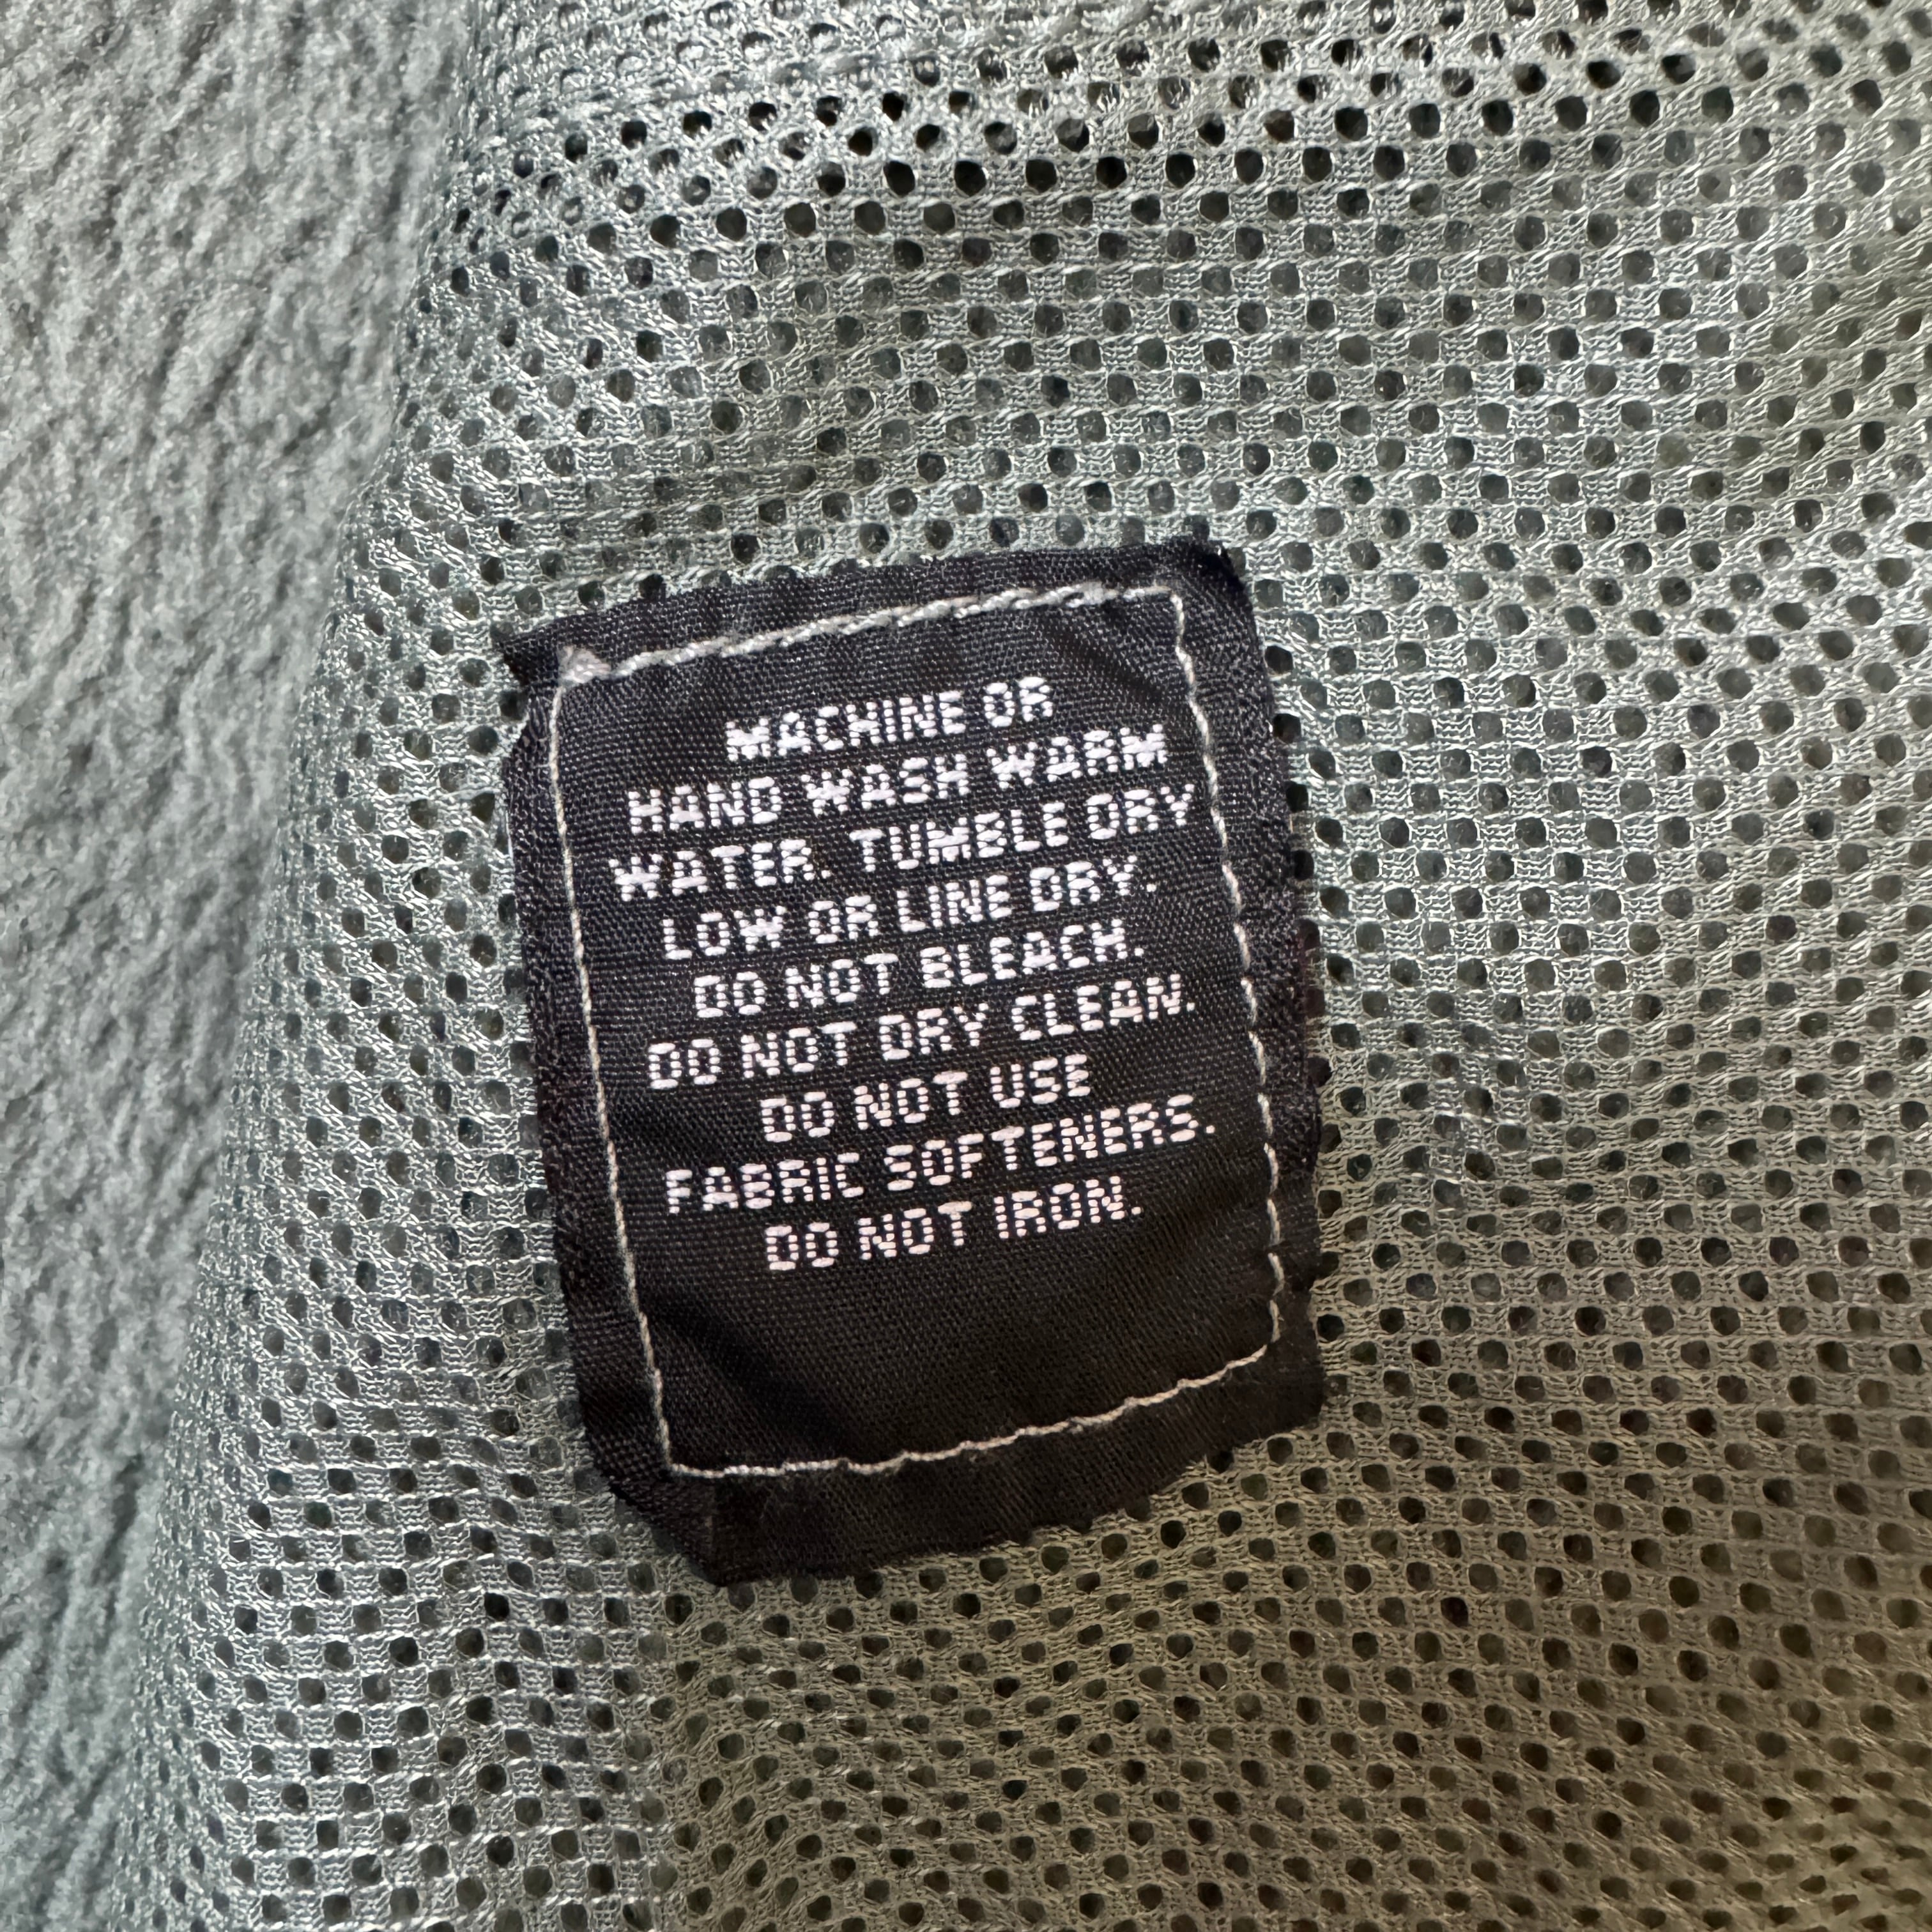 MACHINE OR
HAND WASH WARM
WATER. TUMBLE DRY
LOW OR LINE DRY.
DO NOT BLEACH.
DO NOT DRY CLEAN.
DO NOT USE
FABRIC SOFTENERS.
DO NOT IRON.